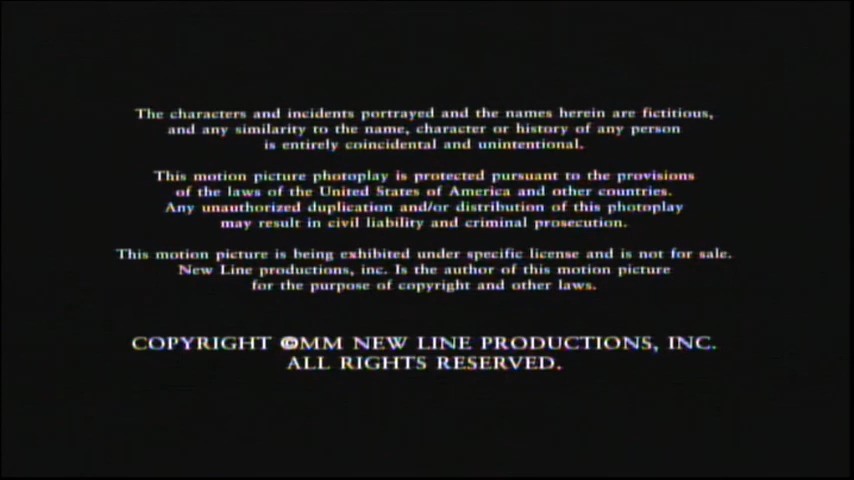 The characters and incidents portrayed and the names herein are fictitious,
and any similarity to the name, character or history of any person
is entirely coincidental and unintentional.
This motion picture photoplay is protected pursuant to the provisions
of the laws of the United States of America and other countries.
Any unauthorized duplication and/or distribution of this photoplay
may result in civil liability and criminal prosecution.
This motion picture is being exhibited under specific license and is not for sale.
New Line productions, inc. Is the author of this motion picture
for the purpose of copyright and other laws.
COPYRIGHT ©MM NEW LINE PRODUCTIONS, INC.
ALL RIGHTS RESERVED.